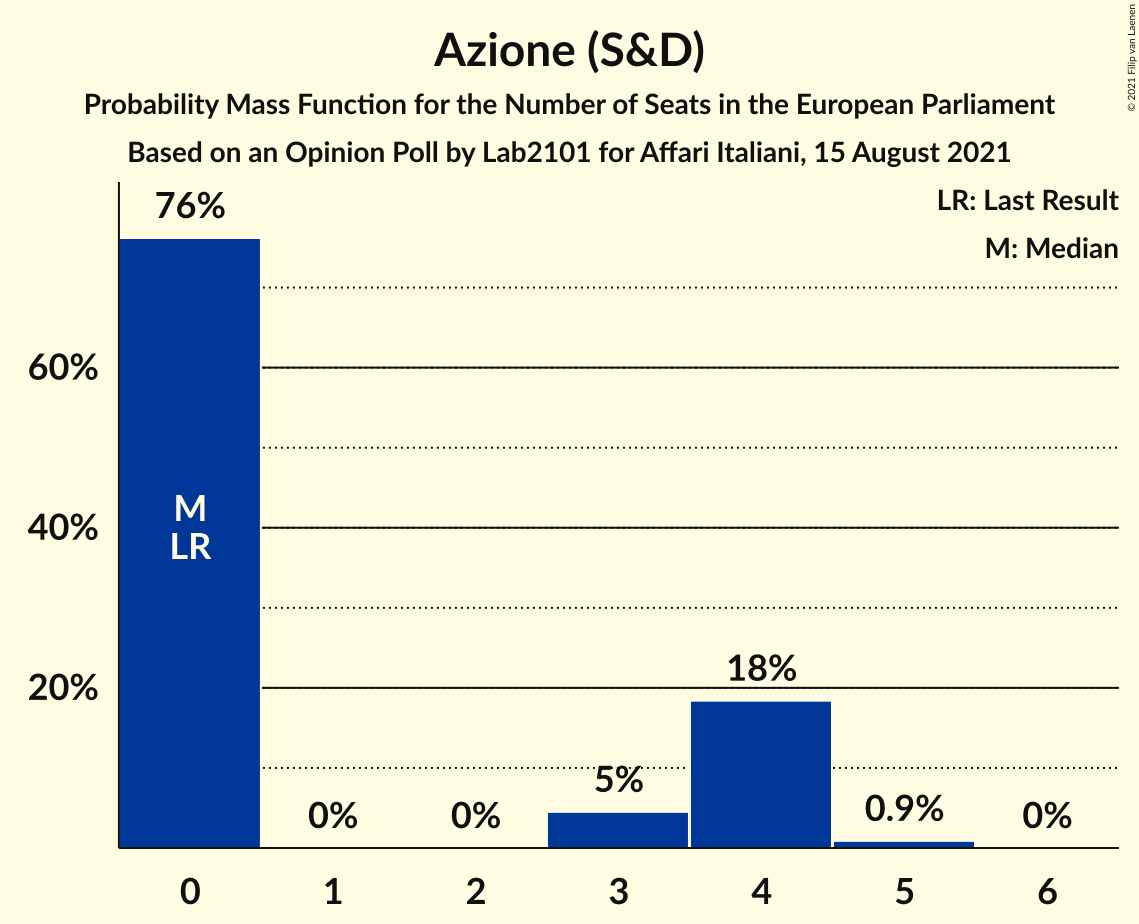 Azione (S&D)
Probability Mass Function for the Number of Seats in the European Parliament
Based on an Opinion Poll by Lab2101 for Affari Italiani, 15 August 2021
© 2021 Filip van Laenen
LR: Last Result
M: Median
76%
60%
40%
20%
M
LR
0%
0%
5%
18%
0.9%
0%
0
1
2
3
4
5
6